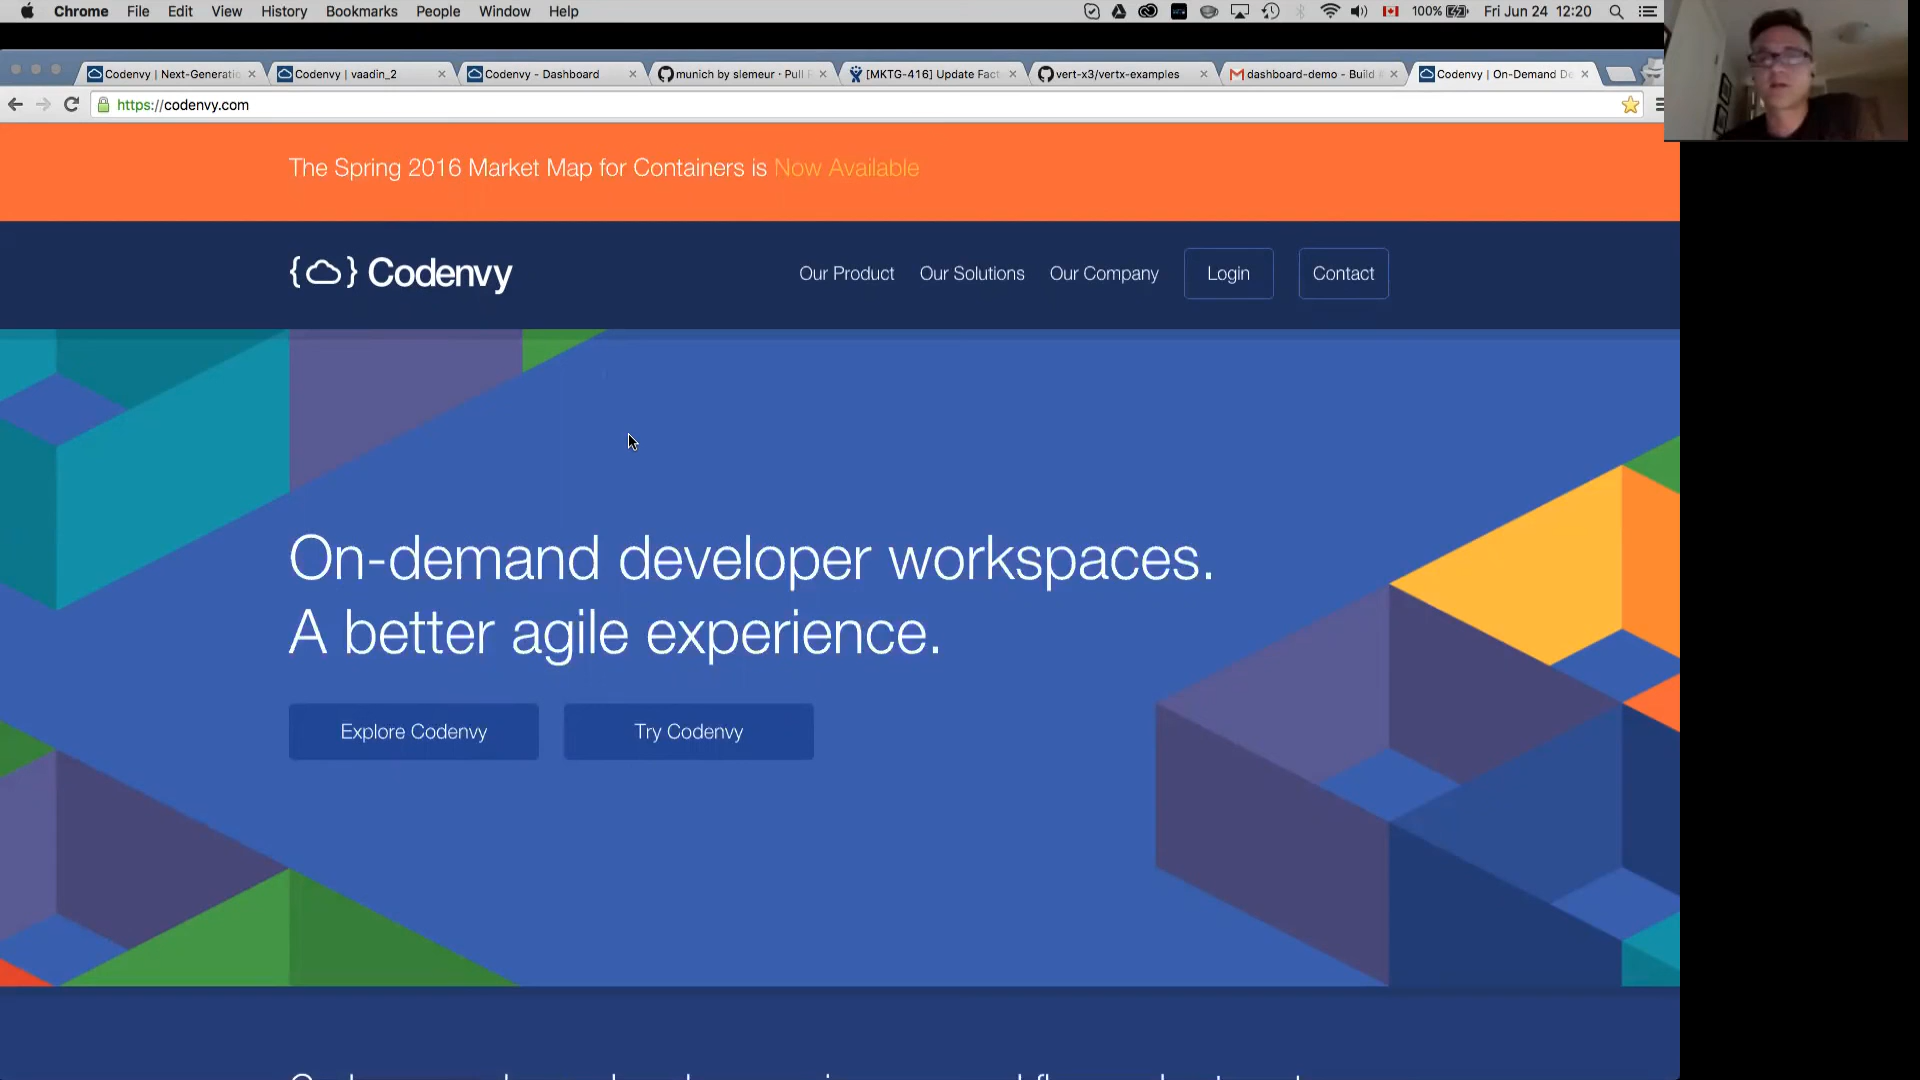 Chrome File Edit View History Bookmarks People Window Help
100% Fri Jun 24 12:20
Codenvy | Next-Generatic
Codenvy | vaadin_2
Codenvy - Dashboard
munich by slemeur · Pull R
[MKTG-416] Update Fact
vert-x3/vertx-examples
dashboard-demo - Build
Codenvy | On-Demand De
https://codenvy.com
The Spring 2016 Market Map for Containers is Now Available
{ } Codenvy
Our Product Our Solutions Our Company Login Contact
On-demand developer workspaces.
A better agile experience.
Explore Codenvy Try Codenvy